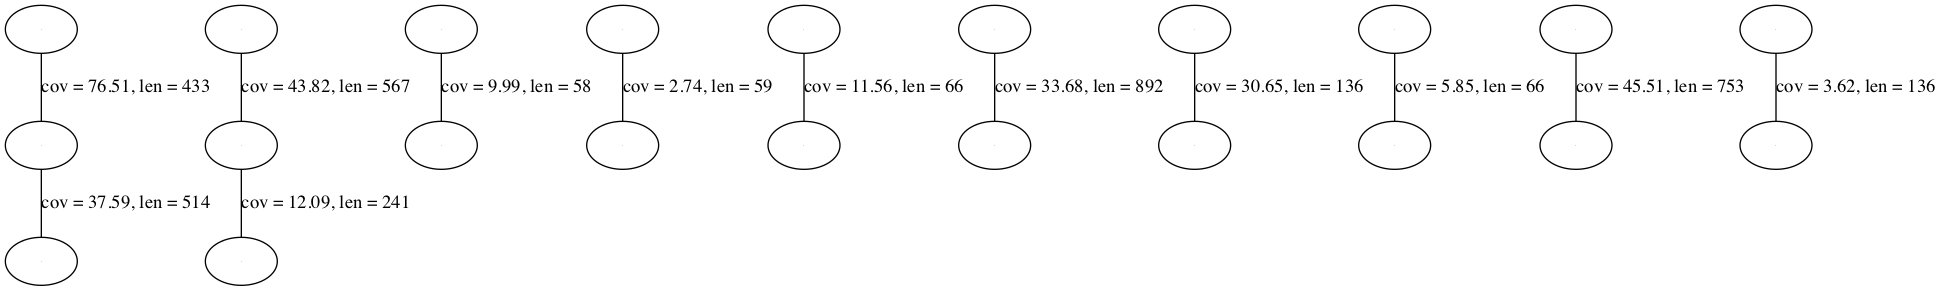 cov = 76.51, len = 433
cov = 43.82, len = 567
cov = 9.99, len = 58
cov = 2.74, len = 59
cov = 11.56, len = 66
cov = 33.68, len = 892
cov = 30.65, len = 136
cov = 5.85, len = 66
cov = 45.51, len = 753
cov = 3.62, len = 136
cov = 37.59, len = 514
cov = 12.09, len = 241